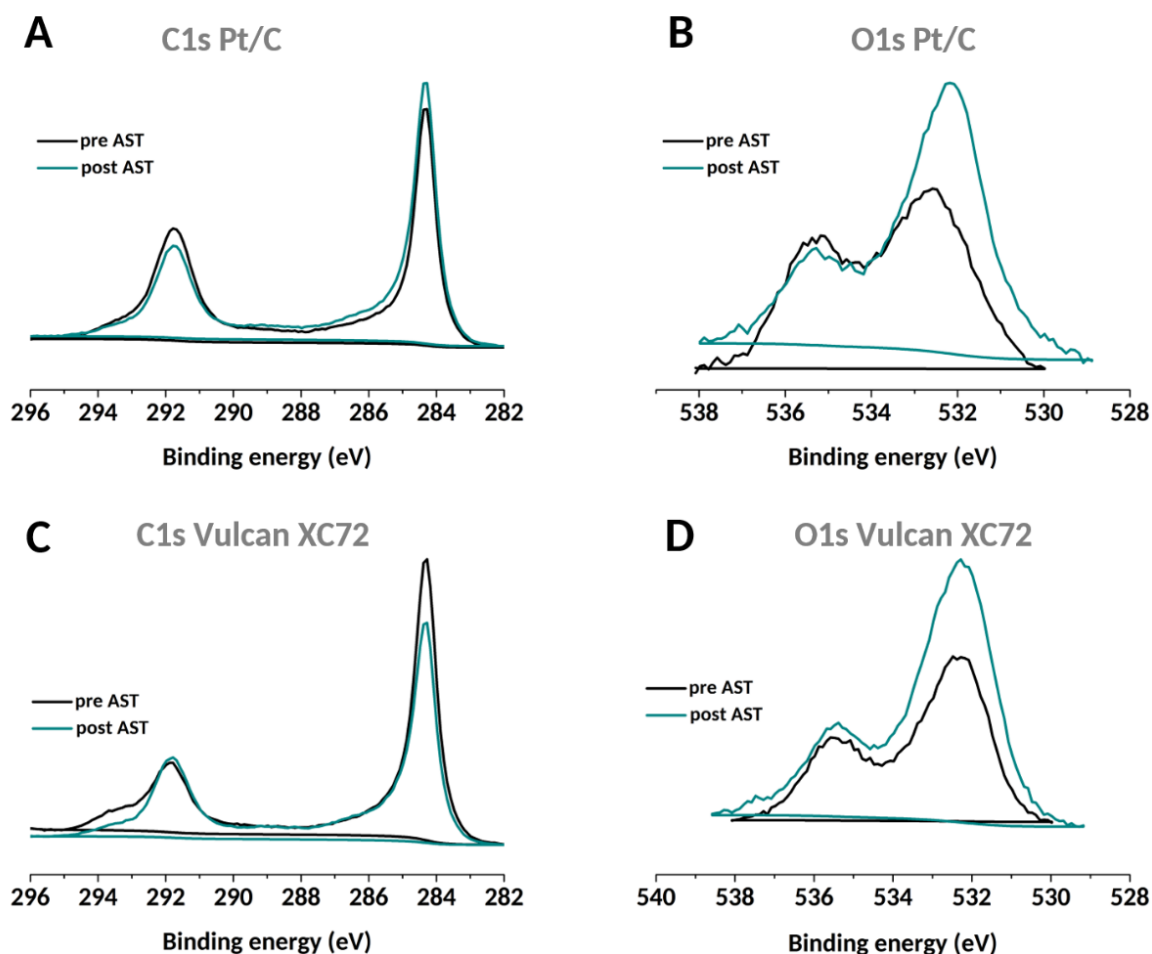 A
C1s Pt/C
pre AST
post AST
296 294 292 290 288 286 284 282
Binding energy (eV)
B
O1s Pt/C
pre AST
post AST
538 536 534 532 530 528
Binding energy (eV)
C
C1s Vulcan XC72
pre AST
post AST
296 294 292 290 288 286 284 282
Binding energy (eV)
D
O1s Vulcan XC72
pre AST
post AST
540 538 536 534 532 530 528
Binding energy (eV)